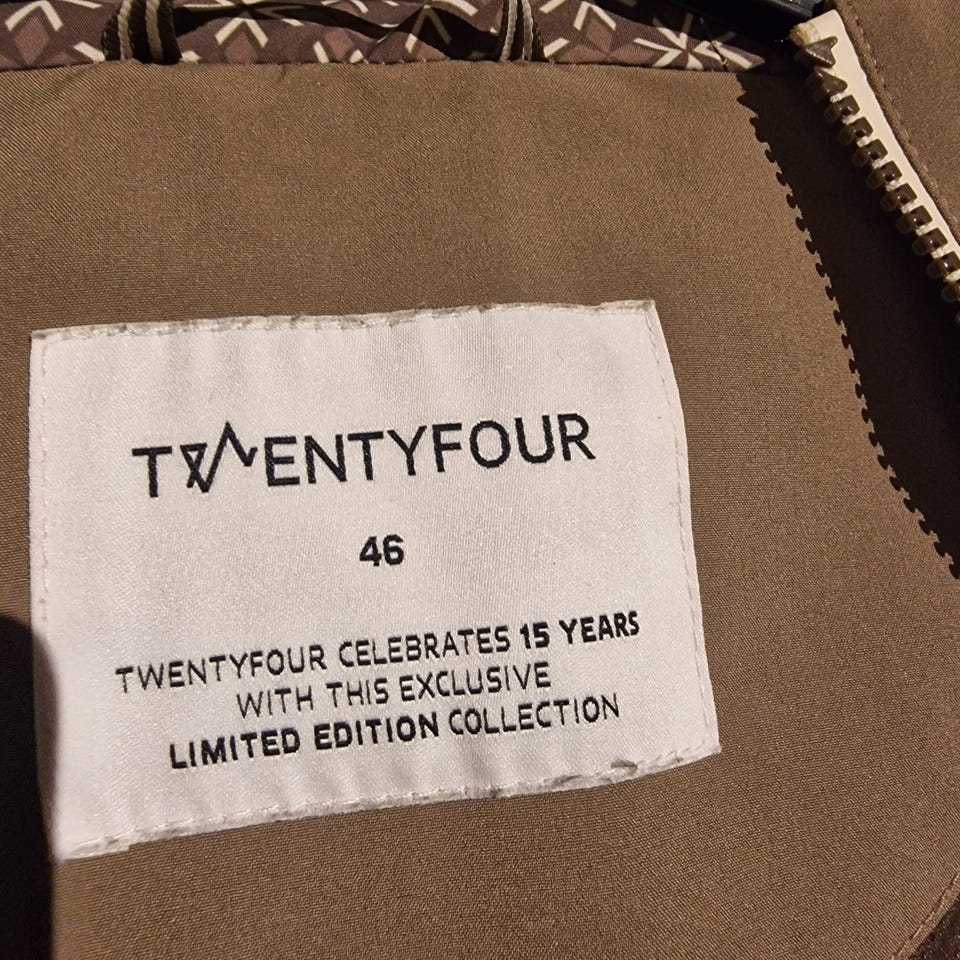 TWENTYFOUR
46
TWENTYFOUR CELEBRATES 15 YEARS
WITH THIS EXCLUSIVE
LIMITED EDITION COLLECTION